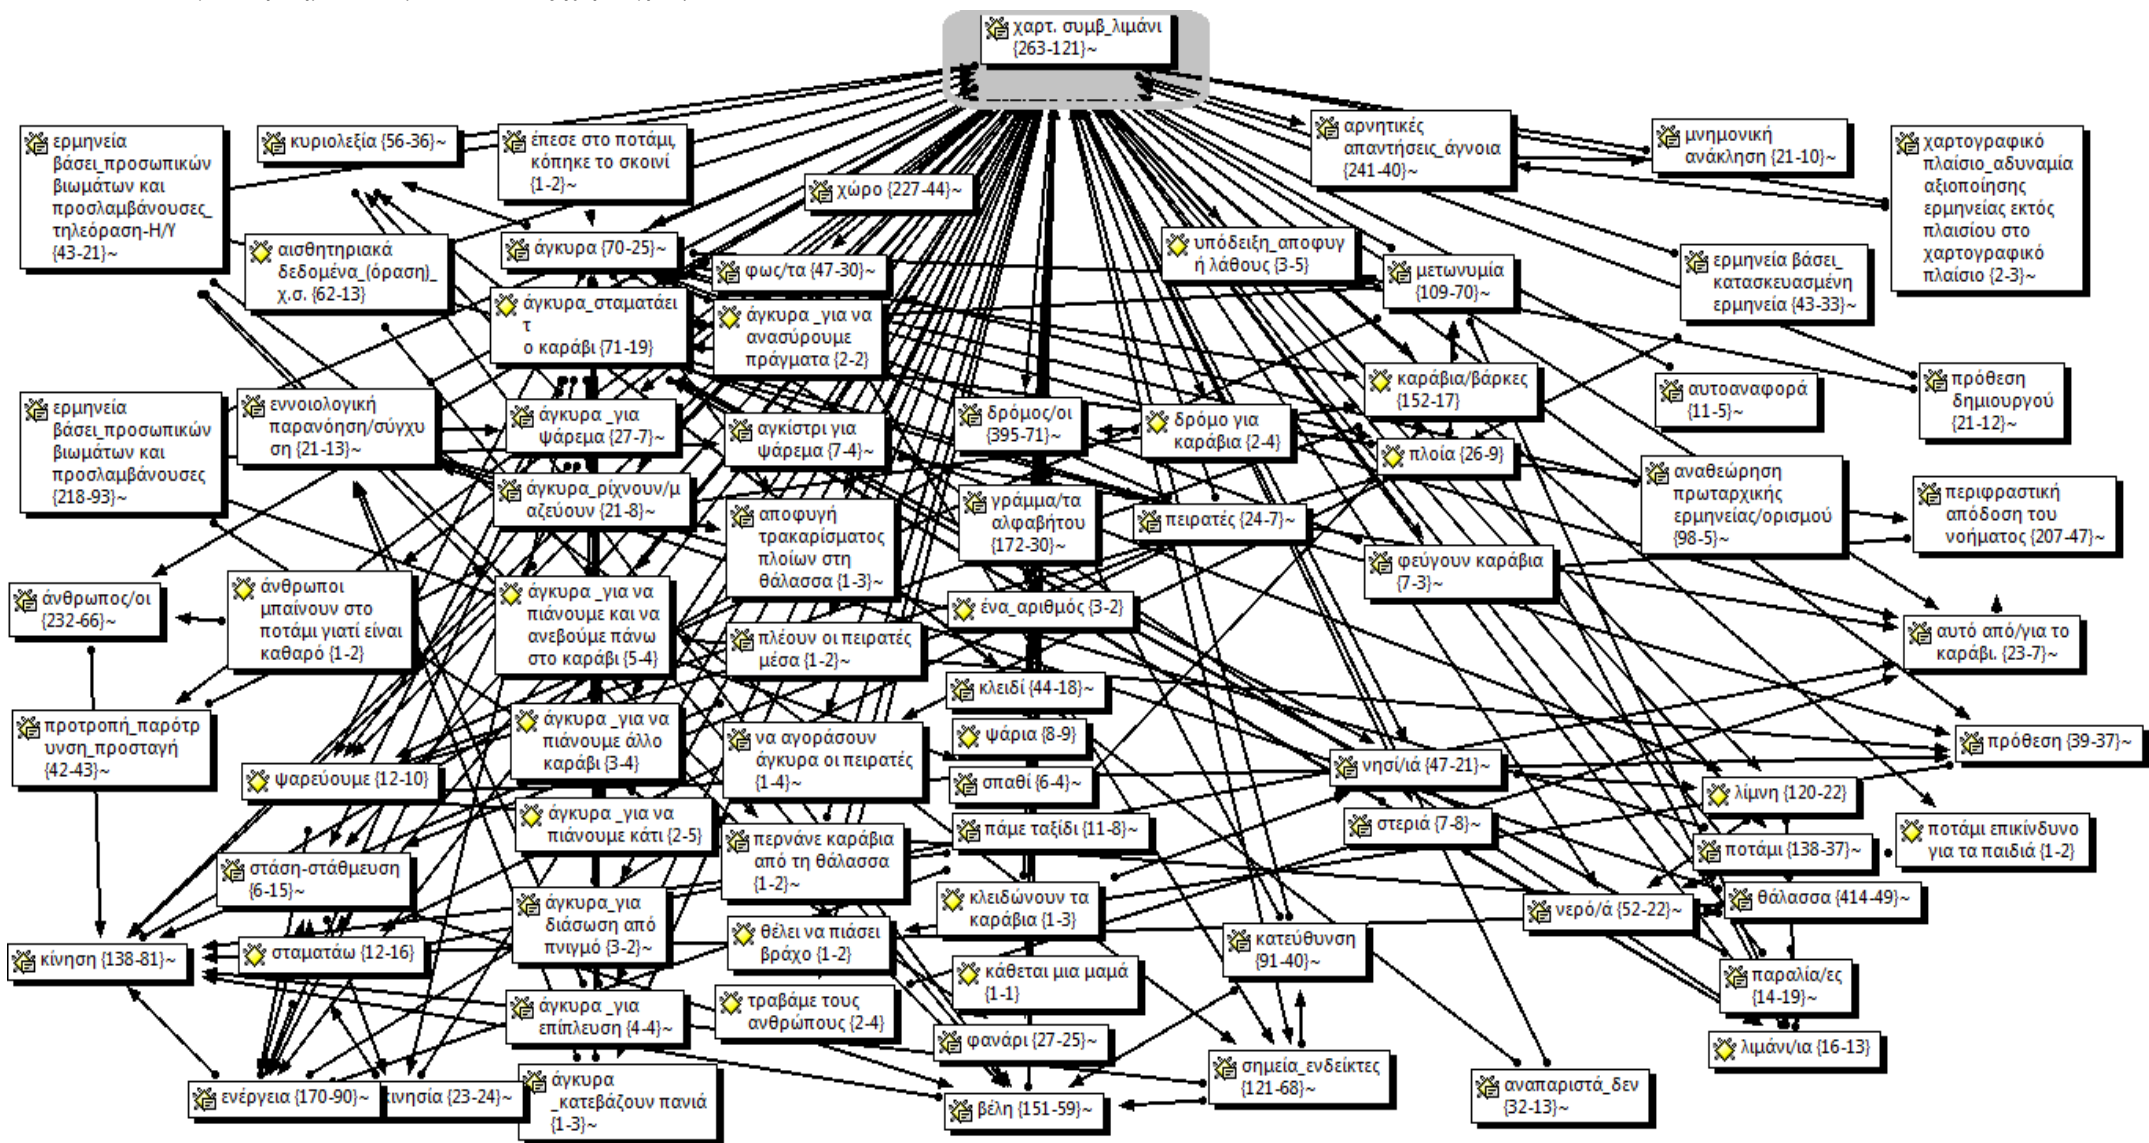 χαρτ. συμβ_λιμάνι
{263-121}~
ερμηνεία
βάσει_προσωπικών
βιωμάτων και
προσλαμβάνουσες_
τηλεόραση-Η/Υ
{43-21}~
κυριολεξία {56-36}~
έπεσε στο ποτάμι,
κόπηκε το σκοινί
{1-2}~
χώρο {227-44}~
αρνητικές
απαντήσεις_άγνοια
{241-40}~
μνημονική
ανάκληση {21-10}~
χαρτογραφικό
πλαίσιο_αδυναμία
αξιοποίησης
ερμηνείας εκτός
πλαισίου στο
χαρτογραφικό
πλαίσιο {2-3}~
αισθητηριακά
δεδομένα_(όραση)_
χ.σ. {62-13}
άγκυρα {70-25}~
φως/τα {47-30}~
υπόδειξη_αποφυγ
ή λάθους {3-5}
μετωνυμία
{109-70}~
ερμηνεία βάσει_
κατασκευασμένη
ερμηνεία {43-33}~
άγκυρα_σταματάει
τ
ο καράβι {71-19}
άγκυρα _για να
ανασύρουμε
πράγματα {2-2}
καράβια/βάρκες
{152-17}
αυτοαναφορά
{11-5}~
πρόθεση
δημιουργού
{21-12}~
ερμηνεία
βάσει_προσωπικών
βιωμάτων και
προσλαμβάνουσες
{218-93}~
εννοιολογική
παρανόηση/σύγχυ
ση {21-13}~
άγκυρα _για
ψάρεμα {27-7}~
αγκίστρι για
ψάρεμα {7-4}~
δρόμος/οι
{395-71}~
δρόμο για
καράβια {2-4}
πλοία {26-9}
αναθεώρηση
πρωταρχικής
ερμηνείας/ορισμού
{98-5}~
περιφραστική
απόδοση του
νοήματος {207-47}~
άγκυρα_ρίχνουν/μ
αζεύουν {21-8}~
αποφυγή
τρακαρίσματος
πλοίων στη
θάλασσα {1-3}~
γράμμα/τα
αλφαβήτου
{172-30}~
πειρατές {24-7}~
φεύγουν καράβια
{7-3}~
άνθρωπος/οι
{232-66}~
άνθρωποι
μπαίνουν στο
ποτάμι γιατί είναι
καθαρό {1-2}
άγκυρα _για να
πιάνουμε και να
ανεβούμε πάνω
στο καράβι {5-4}
ένα_αριθμός {3-2}
πλέουν οι πειρατές
μέσα {1-2}~
αυτό από/για το
καράβι. {23-7}~
κλειδί {44-18}~
προτροπή_παρότρ
υνση_προσταγή
{42-43}~
άγκυρα _για να
πιάνουμε άλλο
καράβι {3-4}
να αγοράσουν
άγκυρα οι πειρατές
{1-4}~
ψάρια {8-9}
πρόθεση {39-37}~
ψαρεύουμε {12-10}
σπαθί {6-4}~
νησί/ιά {47-21}~
λίμνη {120-22}
άγκυρα _για να
πιάνουμε κάτι {2-5}
περνάνε καράβια
από τη θάλασσα
{1-2}~
πάμε ταξίδι {11-8}~
στεριά {7-8}~
ποτάμι {138-37}~
ποτάμι επικίνδυνο
για τα παιδιά {1-2}
στάση-στάθμευση
{6-15}~
άγκυρα_για
διάσωση από
πνιγμό {3-2}~
κλειδώνουν τα
καράβια {1-3}
νερό/ά {52-22}~
θάλασσα {414-49}~
κίνηση {138-81}~
σταματάω {12-16}
θέλει να πιάσει
βράχο {1-2}
κάθεται μια μαμά
{1-1}
κατεύθυνση
{91-40}~
παραλία/ες
{14-19}~
άγκυρα _για
επίπλευση {4-4}~
τραβάμε τους
ανθρώπους {2-4}
φανάρι {27-25}~
λιμάνι/ια {16-13}
ενέργεια {170-90}~
ινησία {23-24}~
άγκυρα
_κατεβάζουν πανιά
{1-3}~
βέλη {151-59}~
σημεία_ενδείκτες
{121-68}~
αναπαριστά_δεν
{32-13}~